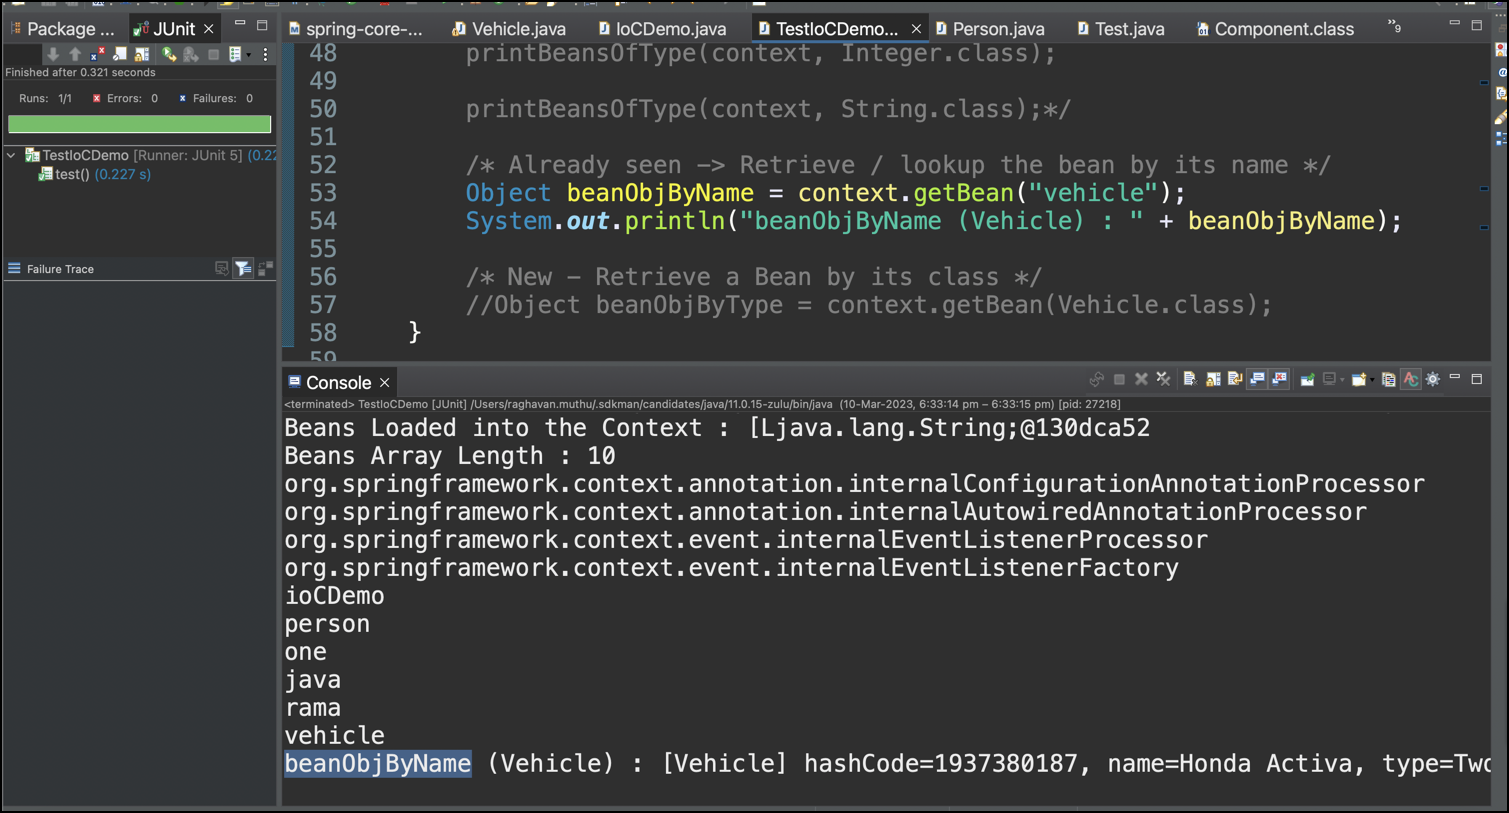 Package ...
JUnit
spring-core-...
Vehicle.java
IoCDemo.java
TestIoCDemo...
Person.java
Test.java
Component.class
»9
Finished after 0.321 seconds
Runs: 1/1 Errors: 0 Failures: 0
TestIoCDemo [Runner: JUnit 5] (0.22
test() (0.227 s)
Failure Trace
48 printBeansOfType(context, Integer.class);
49
50 printBeansOfType(context, String.class);*/
51
52 /* Already seen -> Retrieve / lookup the bean by its name */
53 Object beanObjByName = context.getBean("vehicle");
54 System.out.println("beanObjByName (Vehicle) : " + beanObjByName);
55
56 /* New - Retrieve a Bean by its class */
57 //Object beanObjByType = context.getBean(Vehicle.class);
58 }
59
Console
<terminated> TestIoCDemo [JUnit] /Users/raghavan.muthu/.sdkman/candidates/java/11.0.15-zulu/bin/java (10-Mar-2023, 6:33:14 pm – 6:33:15 pm) [pid: 27218]
Beans Loaded into the Context : [Ljava.lang.String;@130dca52
Beans Array Length : 10
org.springframework.context.annotation.internalConfigurationAnnotationProcessor
org.springframework.context.annotation.internalAutowiredAnnotationProcessor
org.springframework.context.event.internalEventListenerProcessor
org.springframework.context.event.internalEventListenerFactory
ioCDemo
person
one
java
rama
vehicle
beanObjByName (Vehicle) : [Vehicle] hashCode=1937380187, name=Honda Activa, type=Two